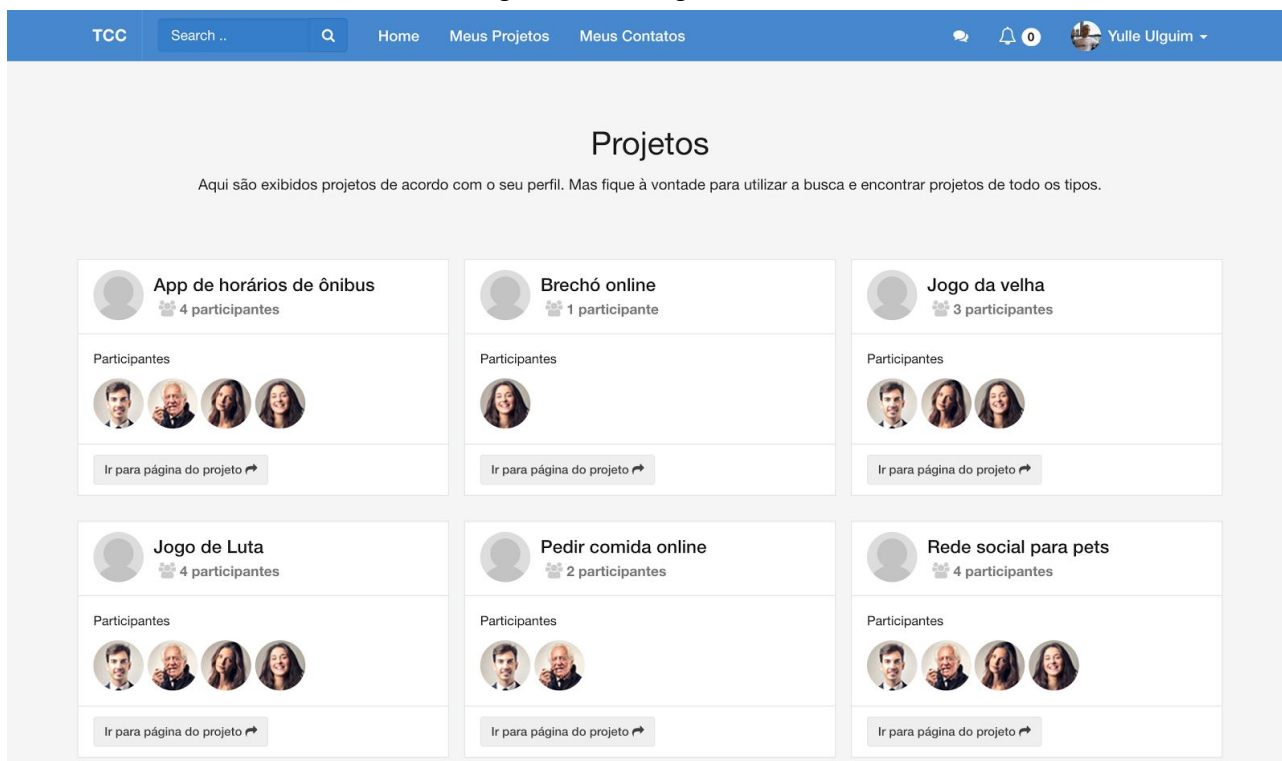 TCC Search .. Home Meus Projetos Meus Contatos 0 Yulle Ulguim
Projetos
Aqui são exibidos projetos de acordo com o seu perfil. Mas fique à vontade para utilizar a busca e encontrar projetos de todo os tipos.
App de horários de ônibus
4 participantes
Participantes
Ir para página do projeto
Brechó online
1 participante
Participantes
Ir para página do projeto
Jogo da velha
3 participantes
Participantes
Ir para página do projeto
Jogo de Luta
4 participantes
Participantes
Ir para página do projeto
Pedir comida online
2 participantes
Participantes
Ir para página do projeto
Rede social para pets
4 participantes
Participantes
Ir para página do projeto